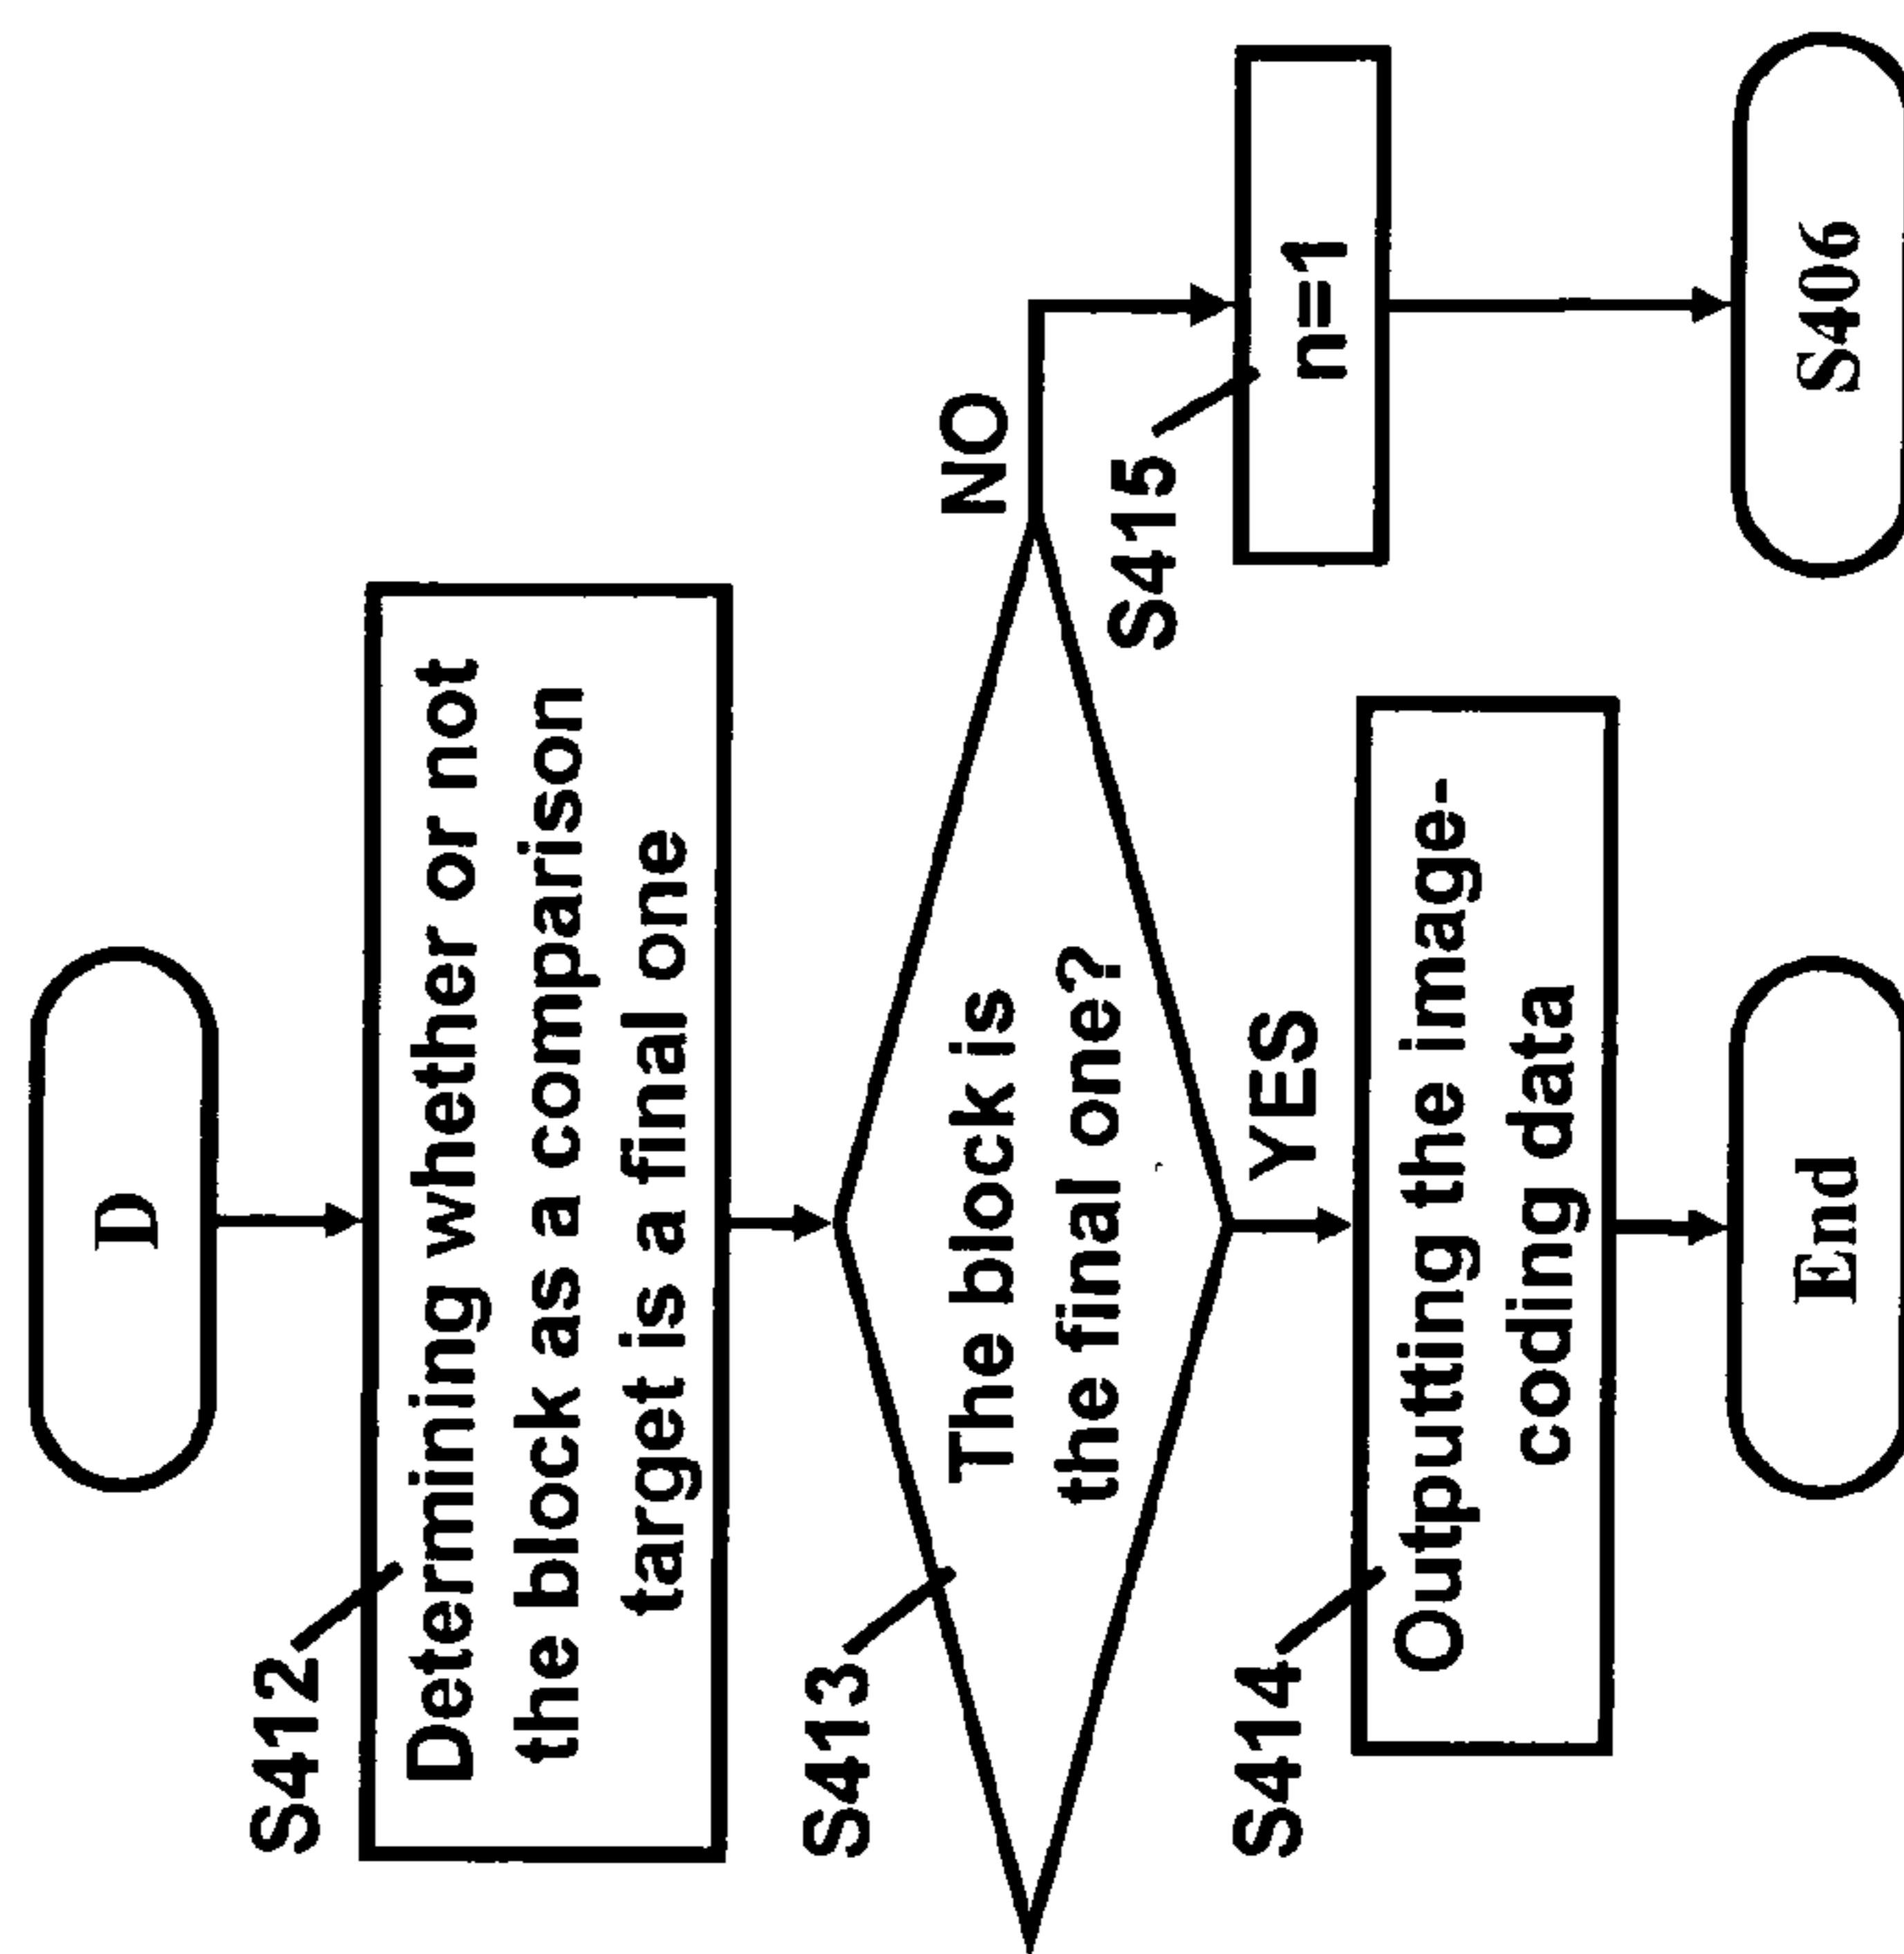 D
S412
Determining whether or not
the block as a comparison
target is a final one
S413
The block is
the final one?
NO
YES
S415
n=1
S414
Outputting the image-
coding data
End
S406